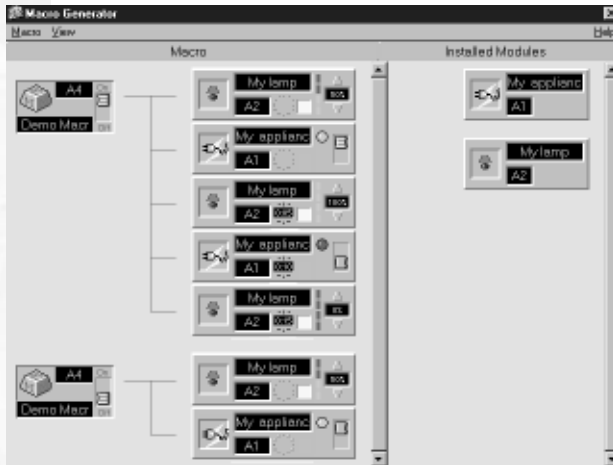 Macro Generator
Macro View Help
Macro Installed Modules
A4 On
Demo Macr Off
My lamp
A2
My applianc
A1
My lamp
A2 100%
My applianc
A1
My lamp
A2
A4 On
Demo Macr Off
My lamp
A2
My applianc
A1
My applianc
A1
My lamp
A2